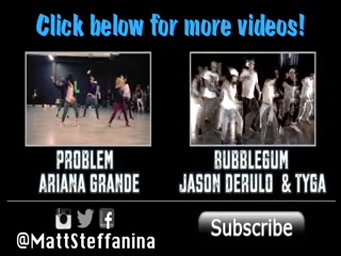 Click below for more videos!
PROBLEM
ARIANA GRANDE
BUBBLEGUM
JASON DERULO & TYGA
@MattSteffanina
Subscribe